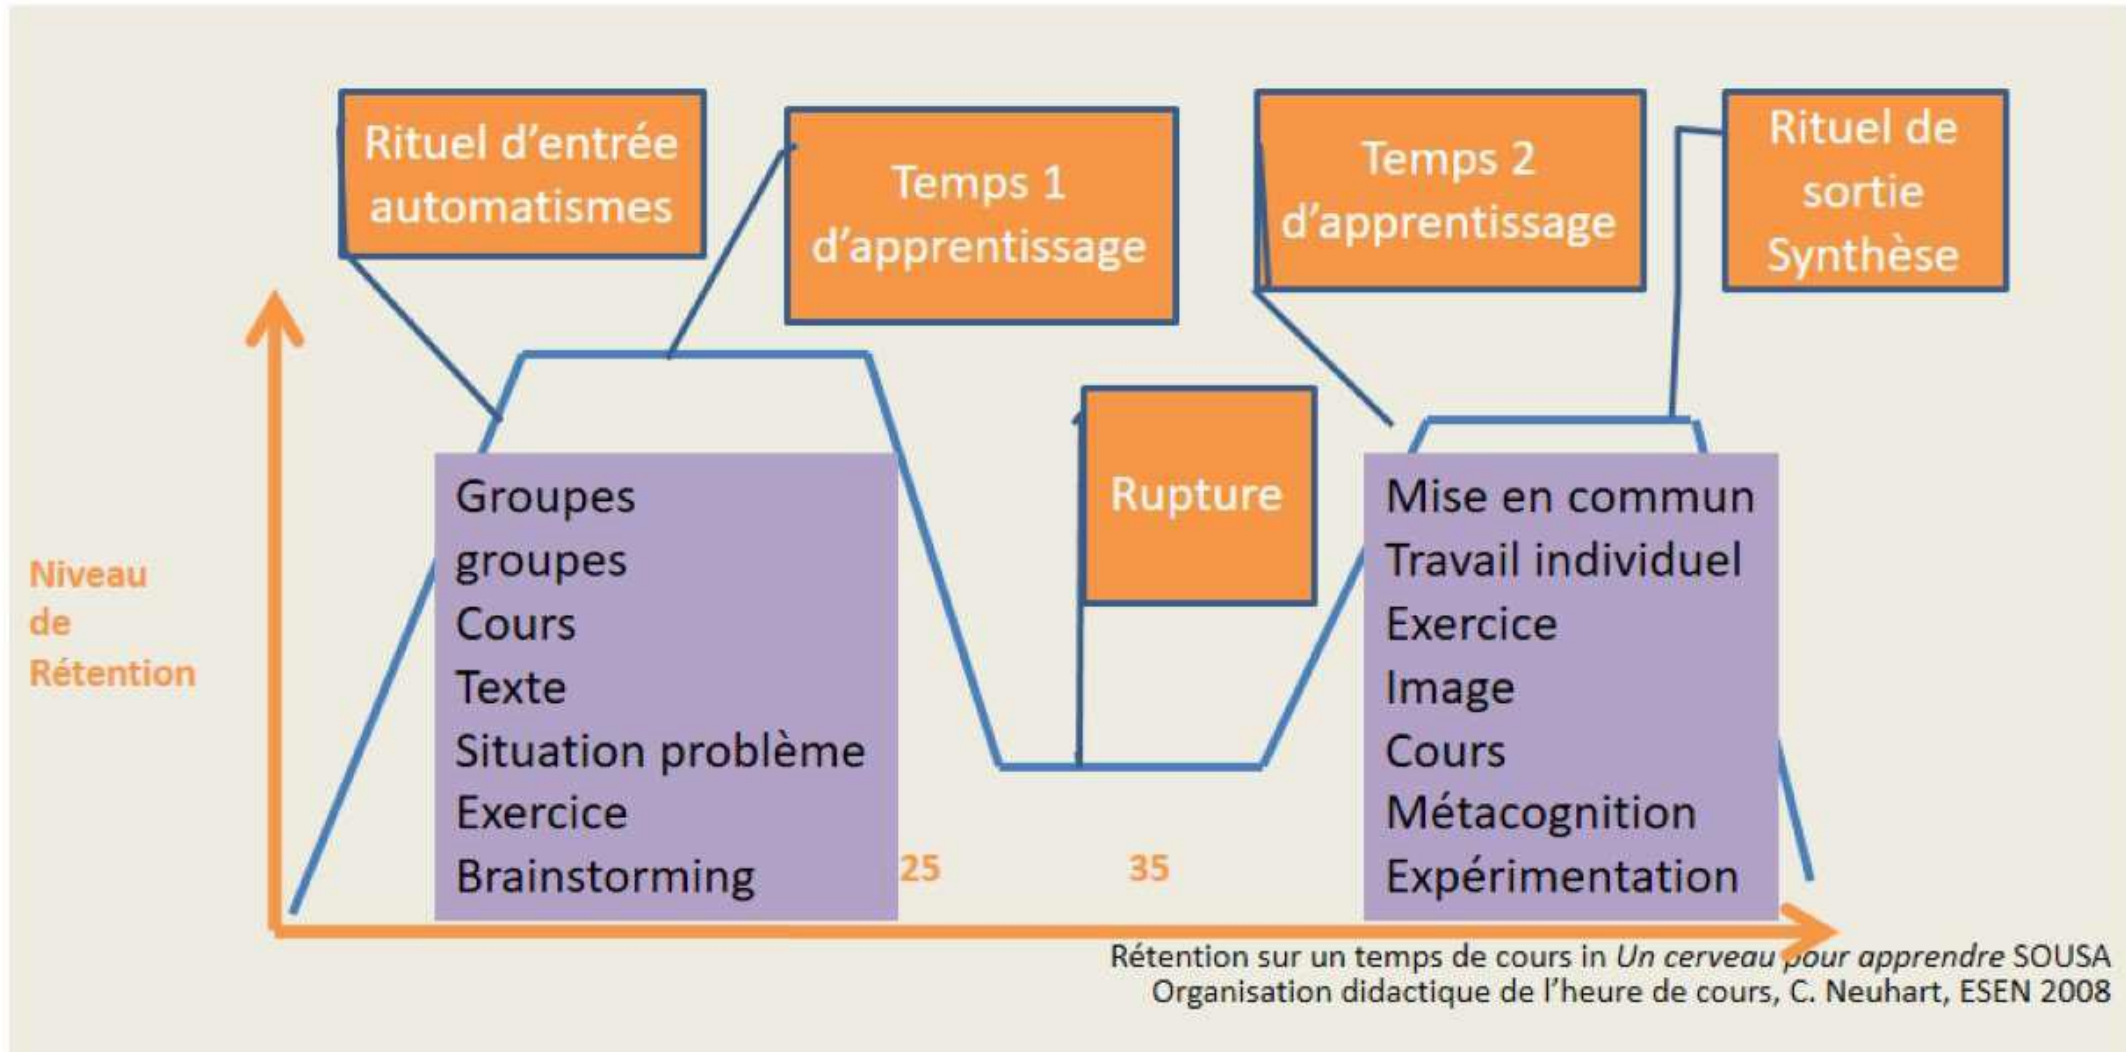 Rituel d'entrée
automatismes
Temps 1
d'apprentissage
Temps 2
d'apprentissage
Rituel de
sortie
Synthèse
Rupture
Niveau
de
Rétention
Groupes
groupes
Cours
Texte
Situation problème
Exercice
Brainstorming
25
35
Mise en commun
Travail individuel
Exercice
Image
Cours
Métacognition
Expérimentation
Rétention sur un temps de cours in Un cerveau pour apprendre SOUSA
Organisation didactique de l'heure de cours, C. Neuhart, ESEN 2008